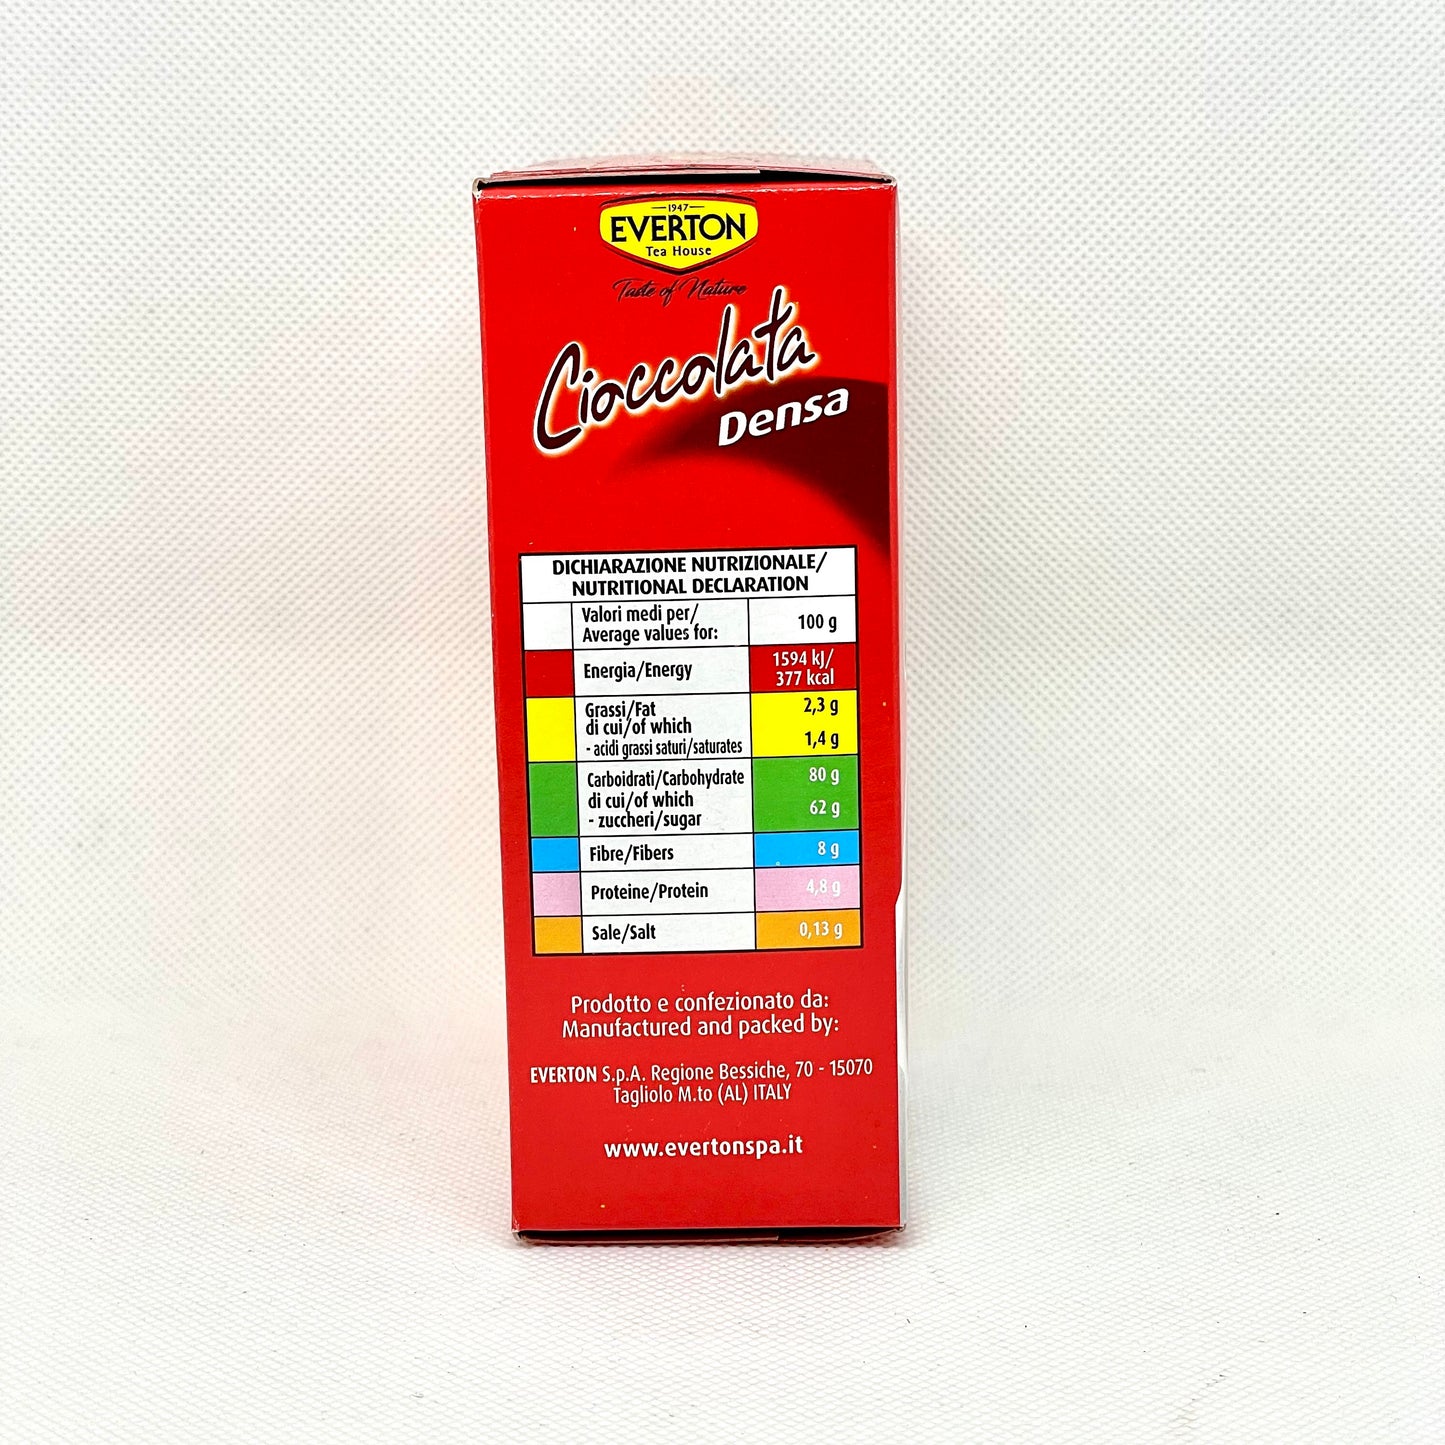 1947
EVERTON
Tea House
Taste of Nature
Cioccolata
Densa
DICHIARAZIONE NUTRIZIONALE/
NUTRITIONAL DECLARATION
Valori medi per/
Average values for:
100 g
Energia/Energy
1594 kJ/
377 kcal
Grassi/Fat
2,3 g
di cui/of which
- acidi grassi saturi/saturates
1,4 g
Carboidrati/Carbohydrate
80 g
di cui/of which
- zuccheri/sugar
62 g
Fibre/Fibers
8 g
Proteine/Protein
4,8 g
Sale/Salt
0,13 g
Prodotto e confezionato da:
Manufactured and packed by:
EVERTON S.p.A. Regione Bessiche, 70 - 15070
Tagliolo M.to (AL) ITALY
www.evertonspa.it